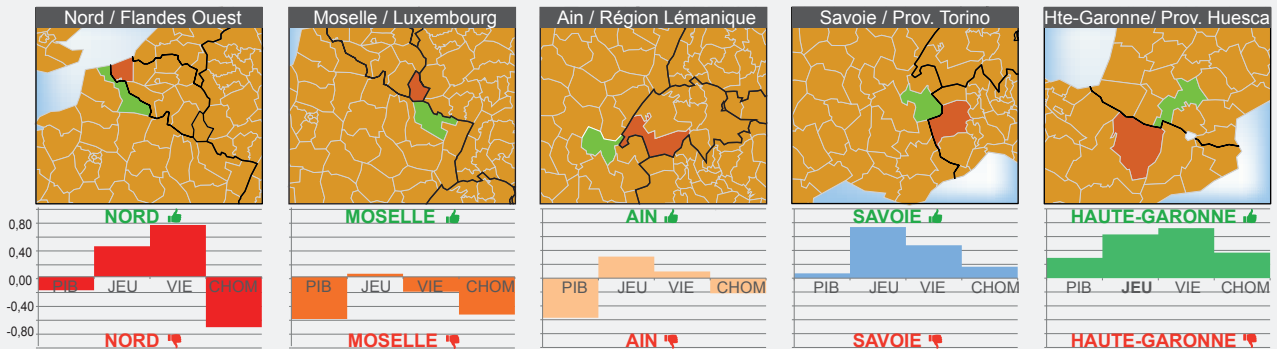 Nord / Flandes Ouest
Moselle / Luxembourg
Ain / Région Lémanique
Savoie / Prov. Torino
Hte-Garonne/ Prov. Huesca
NORD
MOSELLE
AIN
SAVOIE
HAUTE-GARONNE
0,80
0,40
0,00
-0,40
-0,80
PIB JEU VIE CHOM
PIB JEU VIE CHOM
PIB JEU VIE CHOM
PIB JEU VIE CHOM
PIB JEU VIE CHOM
NORD
MOSELLE
AIN
SAVOIE
HAUTE-GARONNE